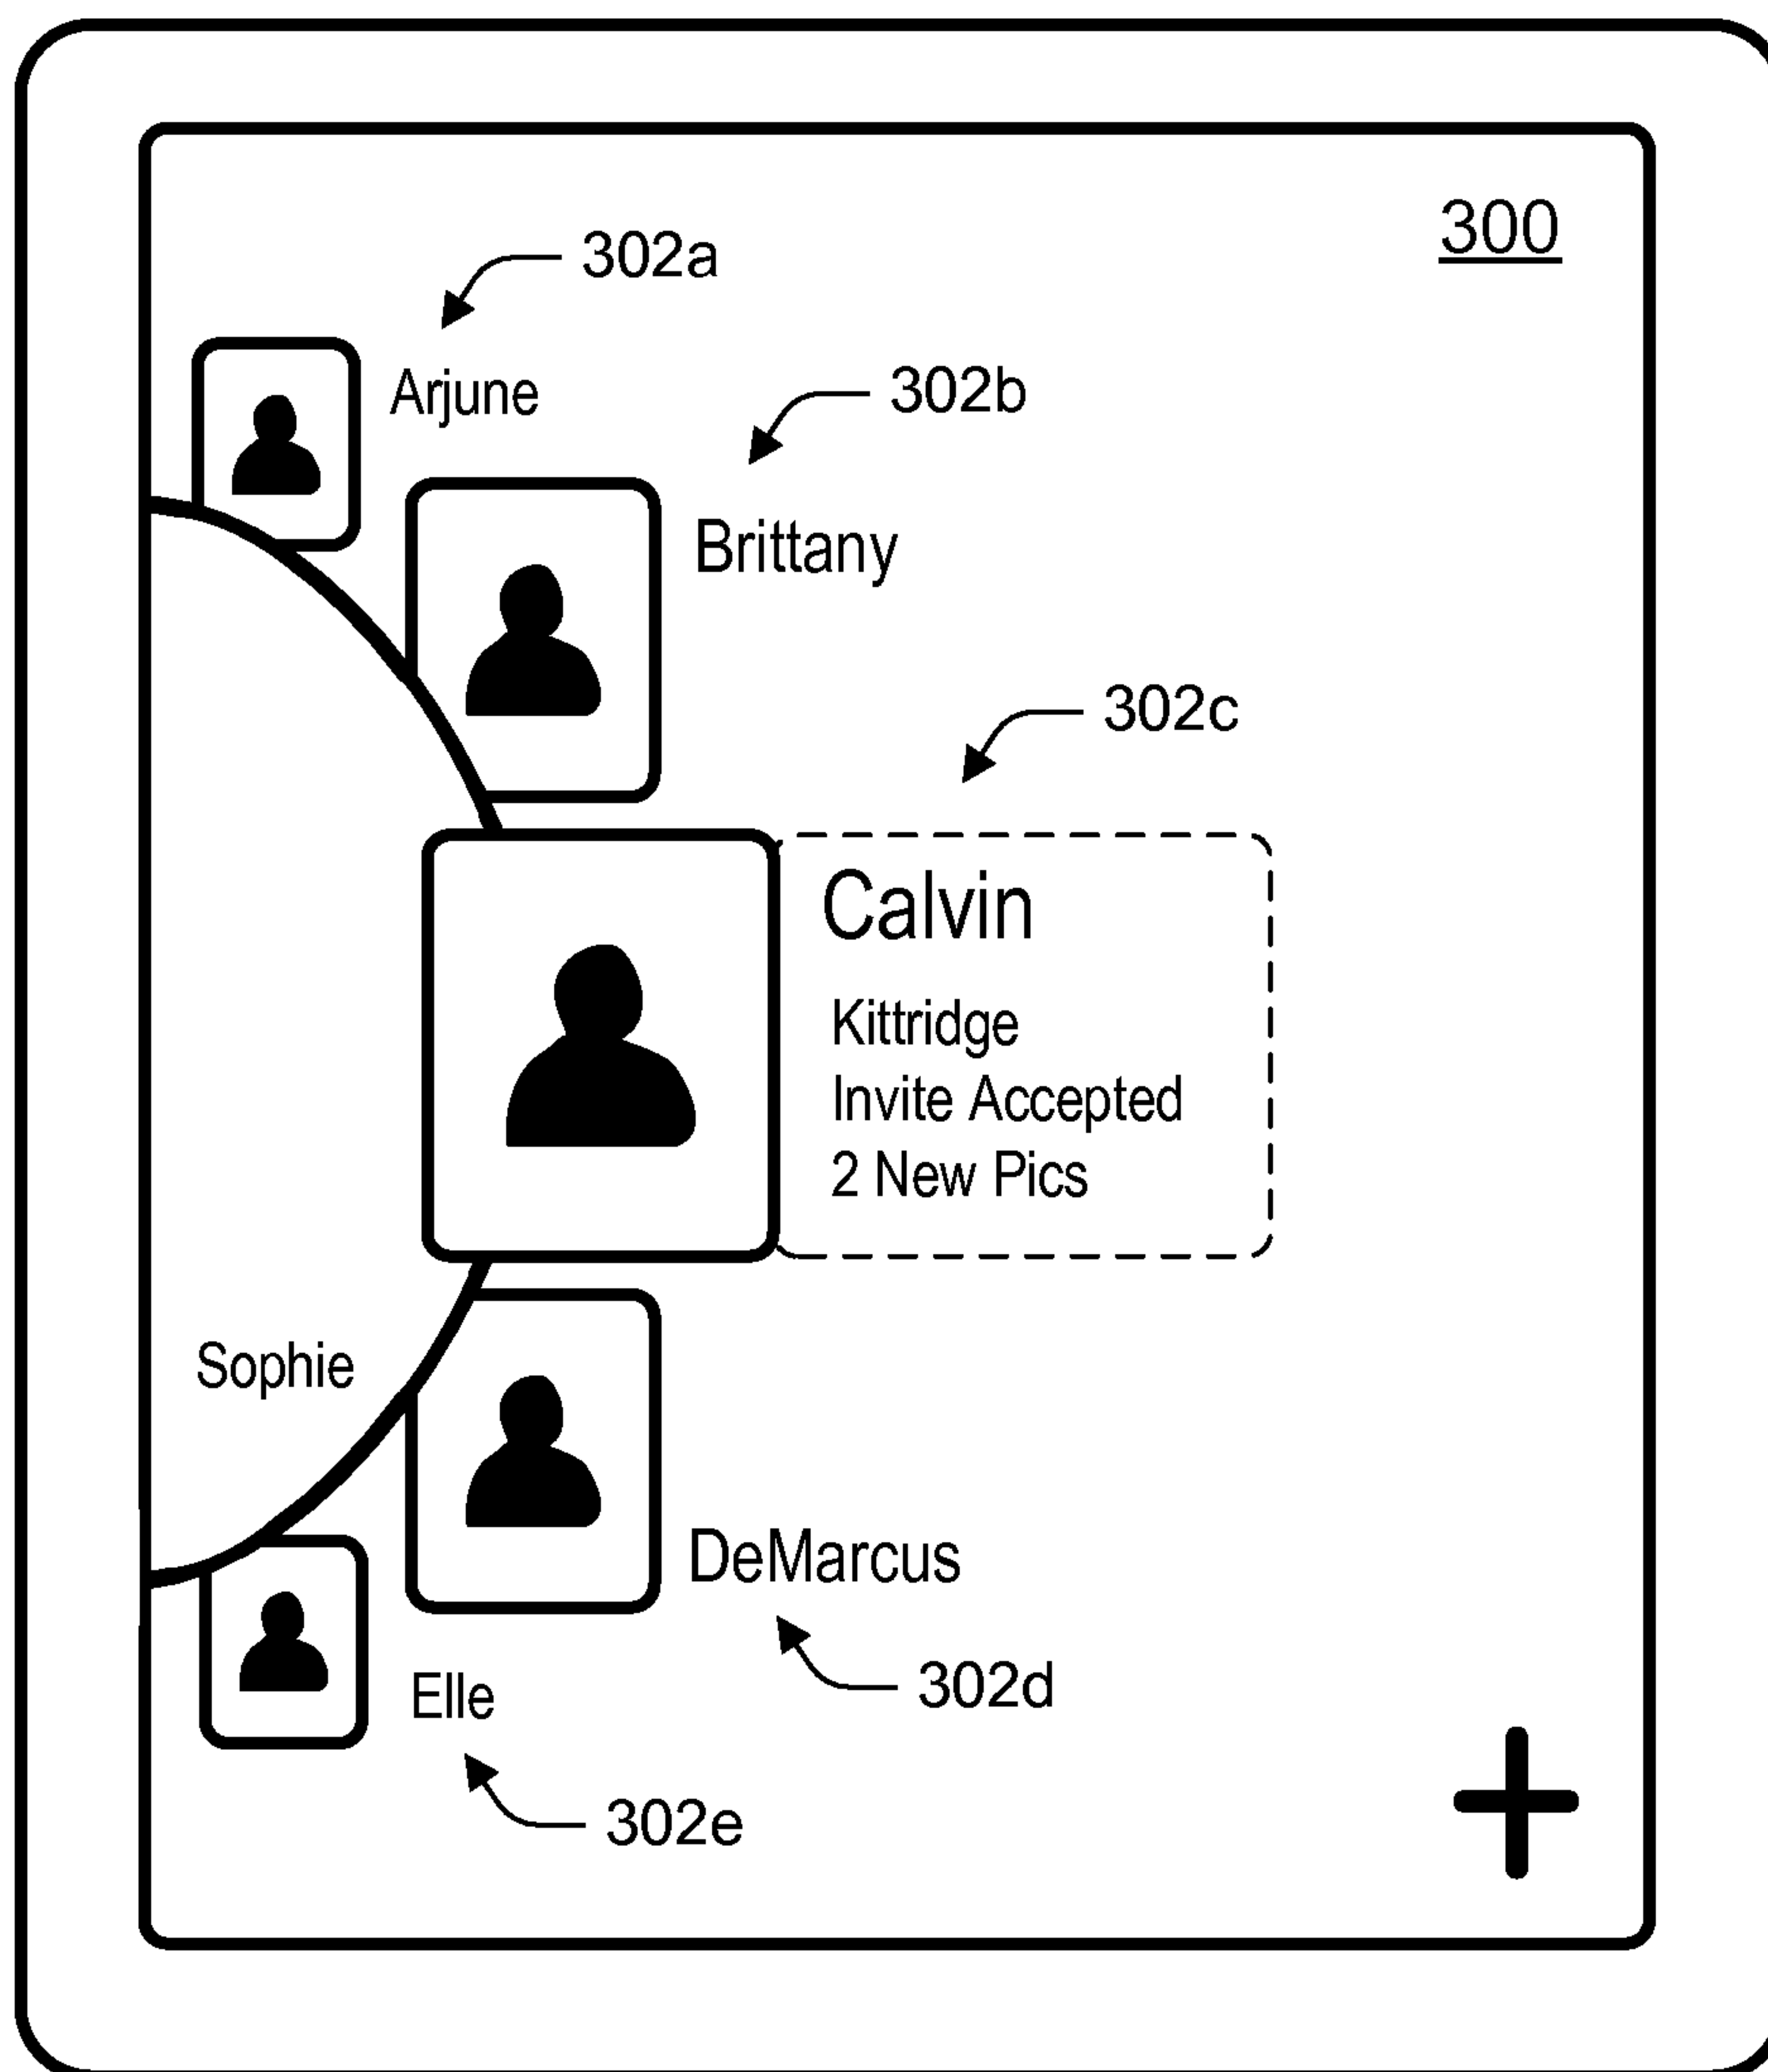 300
302a
Arjune
302b
Brittany
302c
Calvin
Kittridge
Invite Accepted
2 New Pics
Sophie
DeMarcus
302d
Elle
302e